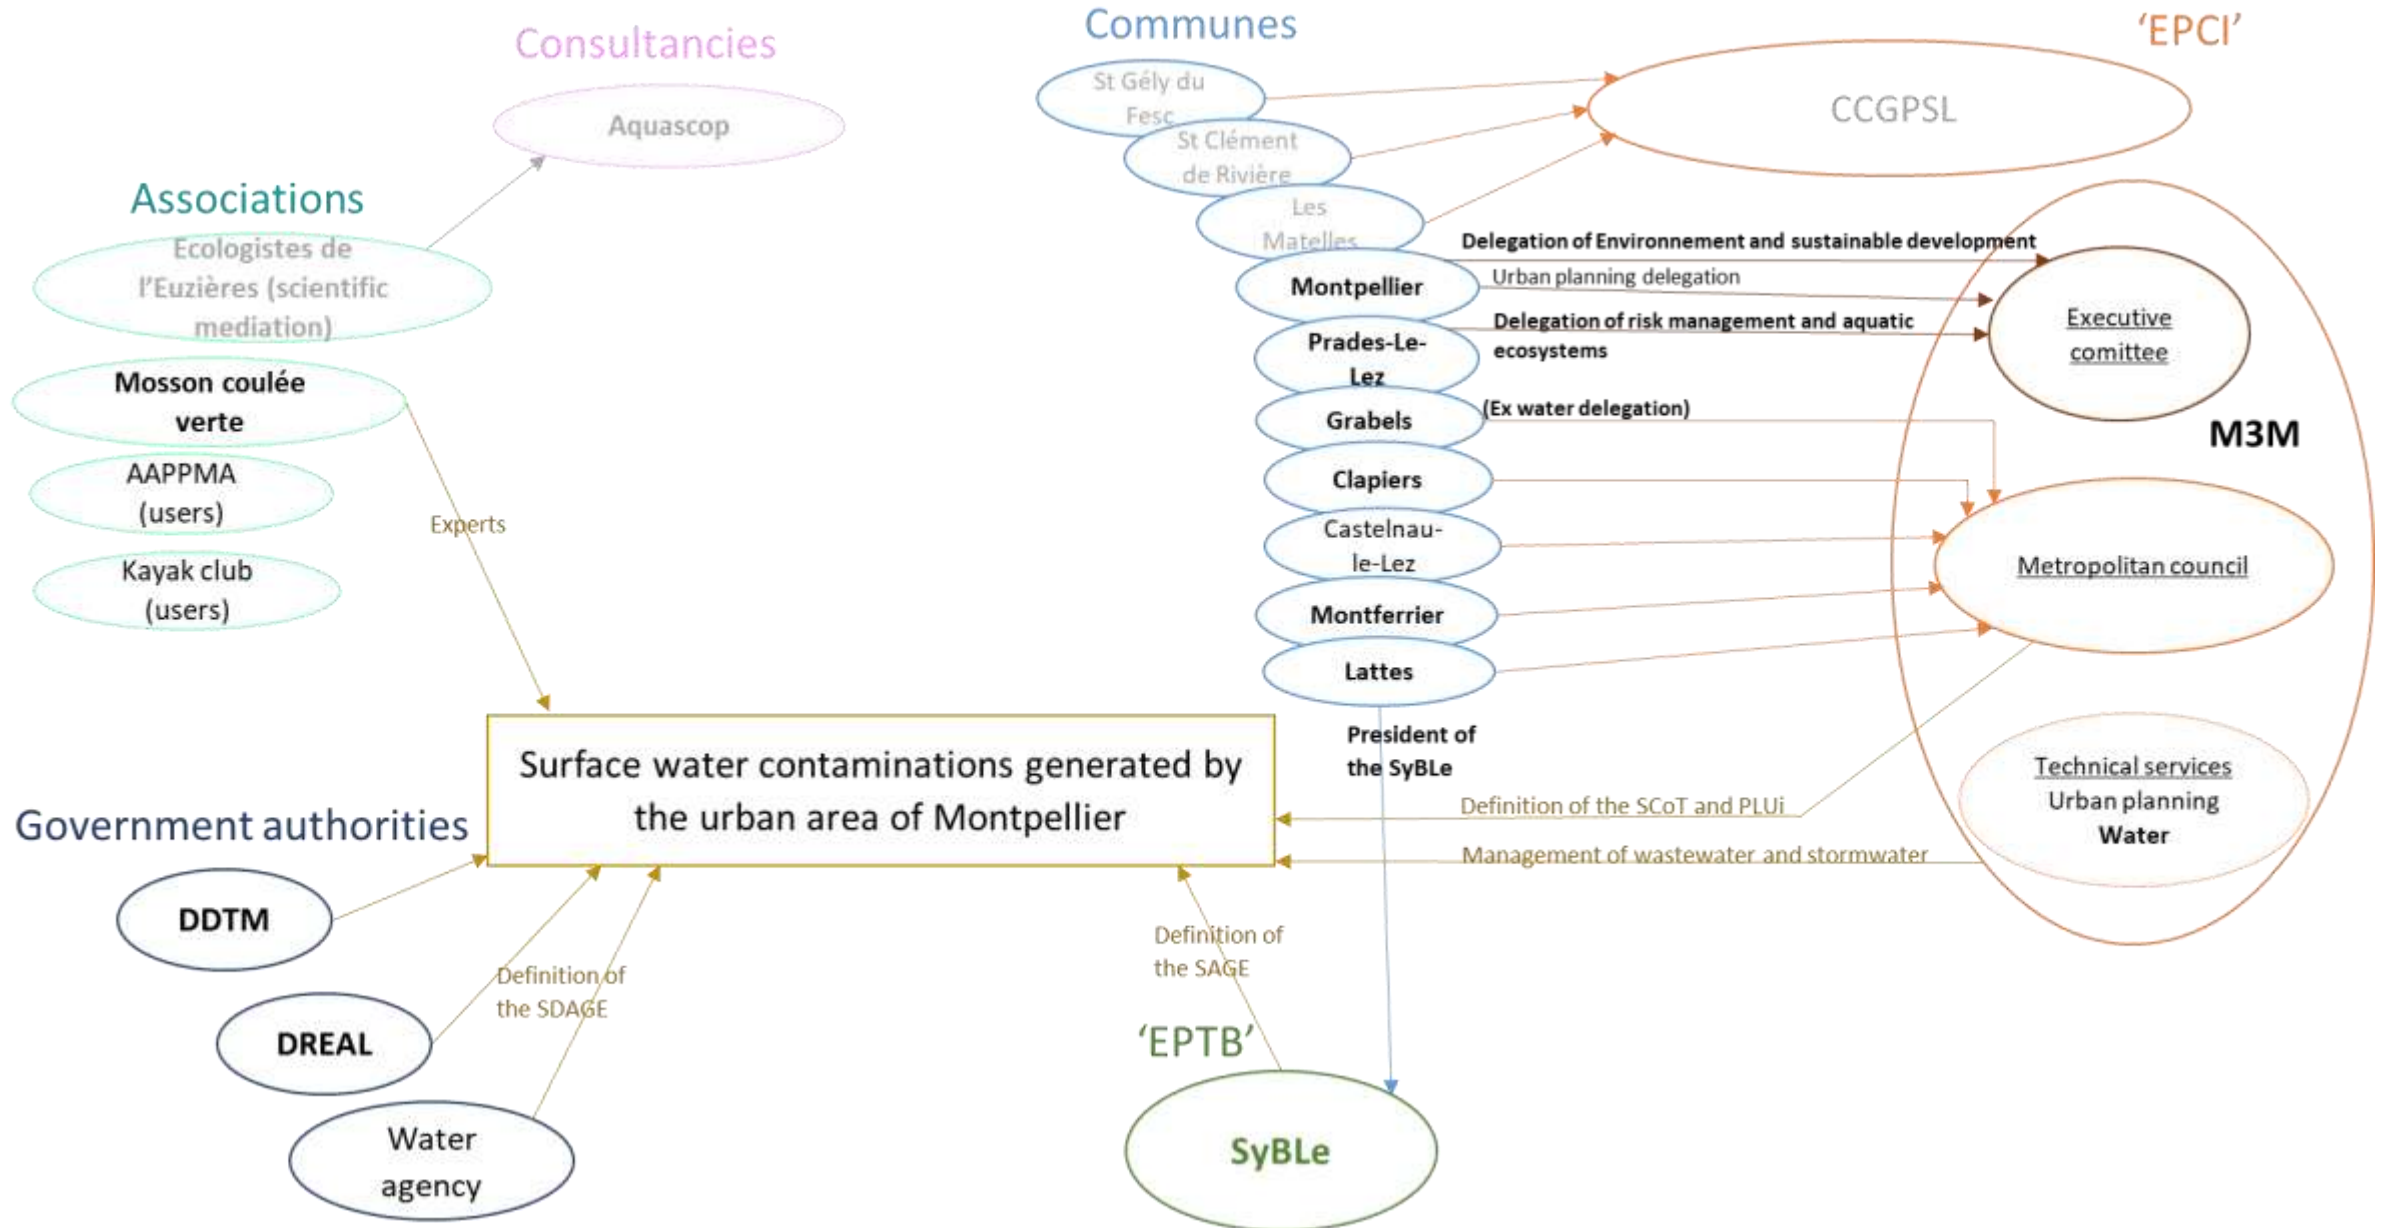 Consultancies
Aquascop
Associations
Ecologistes de
l'Euzières (scientific
mediation)
Mosson coulée
verte
AAPPMA
(users)
Kayak club
(users)
Experts
Communes
St Gély du
Fesc
St Clément
de Rivière
Les
Matelles
Montpellier
Prades-Le-
Lez
Grabels
Clapiers
Castelnau-
le-Lez
Montferrier
Lattes
'EPCI'
CCGPSL
Delegation of Environnement and sustainable development
Urban planning delegation
Delegation of risk management and aquatic
ecosystems
(Ex water delegation)
Executive
comittee
M3M
Metropolitan council
Technical services
Urban planning
Water
President of
the SyBLe
Definition of the SCoT and PLUi
Management of wastewater and stormwater
Surface water contaminations generated by
the urban area of Montpellier
Government authorities
DDTM
DREAL
Water
agency
Definition of
the SDAGE
Definition of
the SAGE
'EPTB'
SyBLe